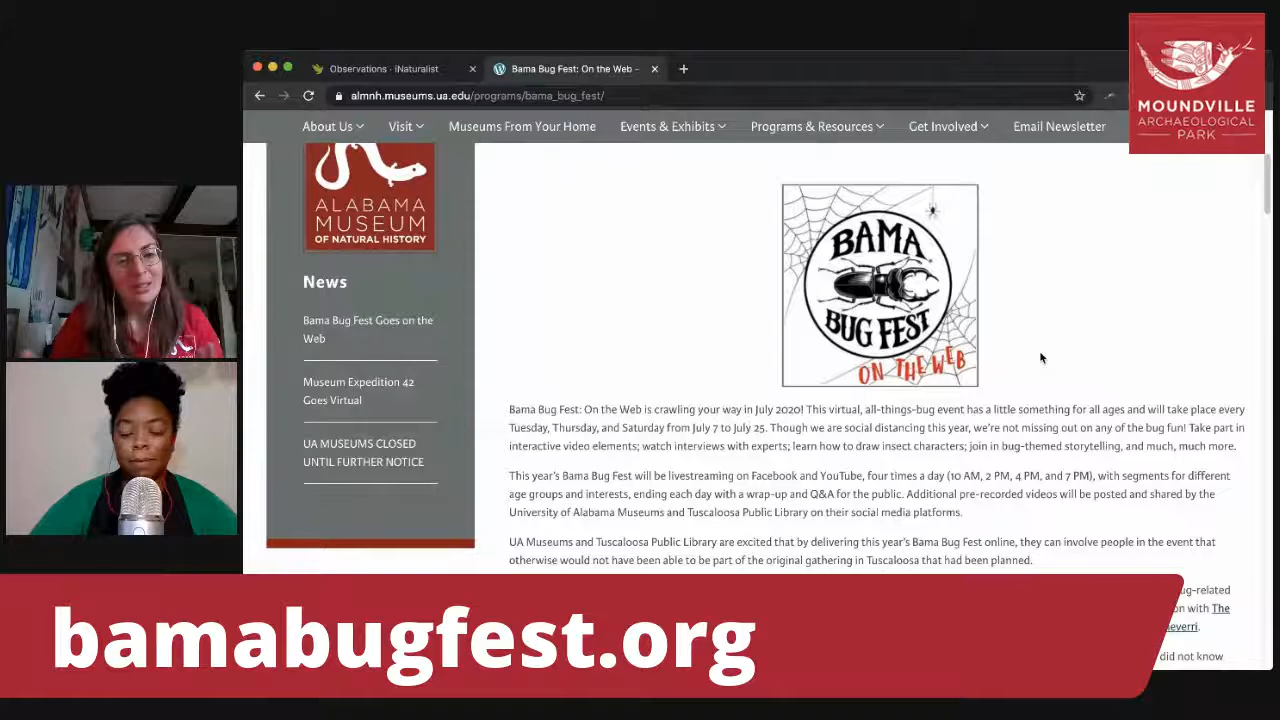 Observations · iNaturalist
Bama Bug Fest: On the Web –
almnh.museums.ua.edu/programs/bama_bug_fest/
About Us
Visit
Museums From Your Home
Events & Exhibits
Programs & Resources
Get Involved
Email Newsletter
MOUNDVILLE
ARCHAEOLOGICAL
PARK
ALABAMA
MUSEUM
OF NATURAL HISTORY
News
Bama Bug Fest Goes on the
Web
Museum Expedition 42
Goes Virtual
UA MUSEUMS CLOSED
UNTIL FURTHER NOTICE
BAMA
BUG FEST
ON THE WEB
Bama Bug Fest: On the Web is crawling your way in July 2020! This virtual, all-things-bug event has a little something for all ages and will take place every
Tuesday, Thursday, and Saturday from July 7 to July 25. Though we are social distancing this year, we're not missing out on any of the bug fun! Take part in
interactive video elements; watch interviews with experts; learn how to draw insect characters; join in bug-themed storytelling, and much, much more.
This year's Bama Bug Fest will be livestreaming on Facebook and YouTube, four times a day (10 AM, 2 PM, 4 PM, and 7 PM), with segments for different
age groups and interests, ending each day with a wrap-up and Q&A for the public. Additional pre-recorded videos will be posted and shared by the
University of Alabama Museums and Tuscaloosa Public Library on their social media platforms.
UA Museums and Tuscaloosa Public Library are excited that by delivering this year's Bama Bug Fest online, they can involve people in the event that
otherwise would not have been able to be part of the original gathering in Tuscaloosa that had been planned.
ug-related
on with The
everri.
did not know
bamabugfest.org